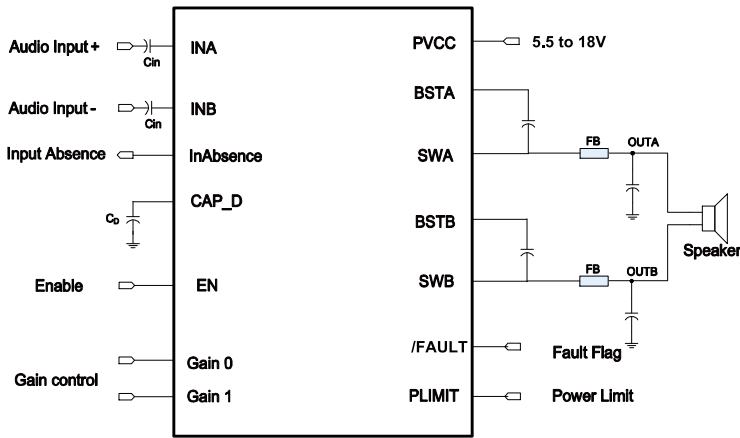 Audio Input +
Cin
INA
Audio Input -
Cin
INB
Input Absence
InAbsence
CAP_D
CD
Enable
EN
Gain control
Gain 0
Gain 1
PVCC
5.5 to 18V
BSTA
SWA
FB
OUTA
BSTB
SWB
FB
OUTB
Speaker
/FAULT
Fault Flag
PLIMIT
Power Limit